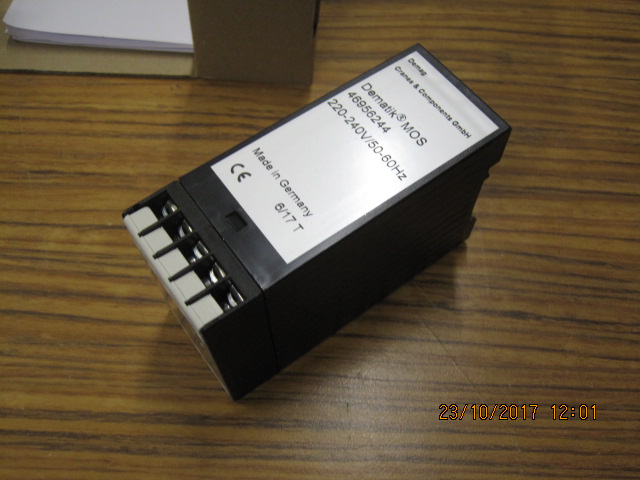 Demag
Cranes & Components GmbH
Dematik® MOS
46956244
220-240V/50-60Hz
Made in Germany
6/17 T
CE
23/10/2017 12:01